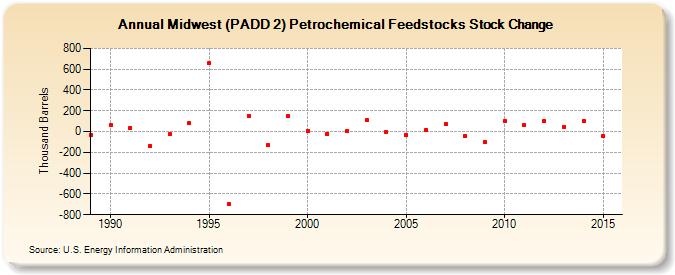 Annual Midwest (PADD 2) Petrochemical Feedstocks Stock Change
Thousand Barrels
800
600
400
200
0
-200
-400
-600
-800
1990 1995 2000 2005 2010 2015
Source: U.S. Energy Information Administration